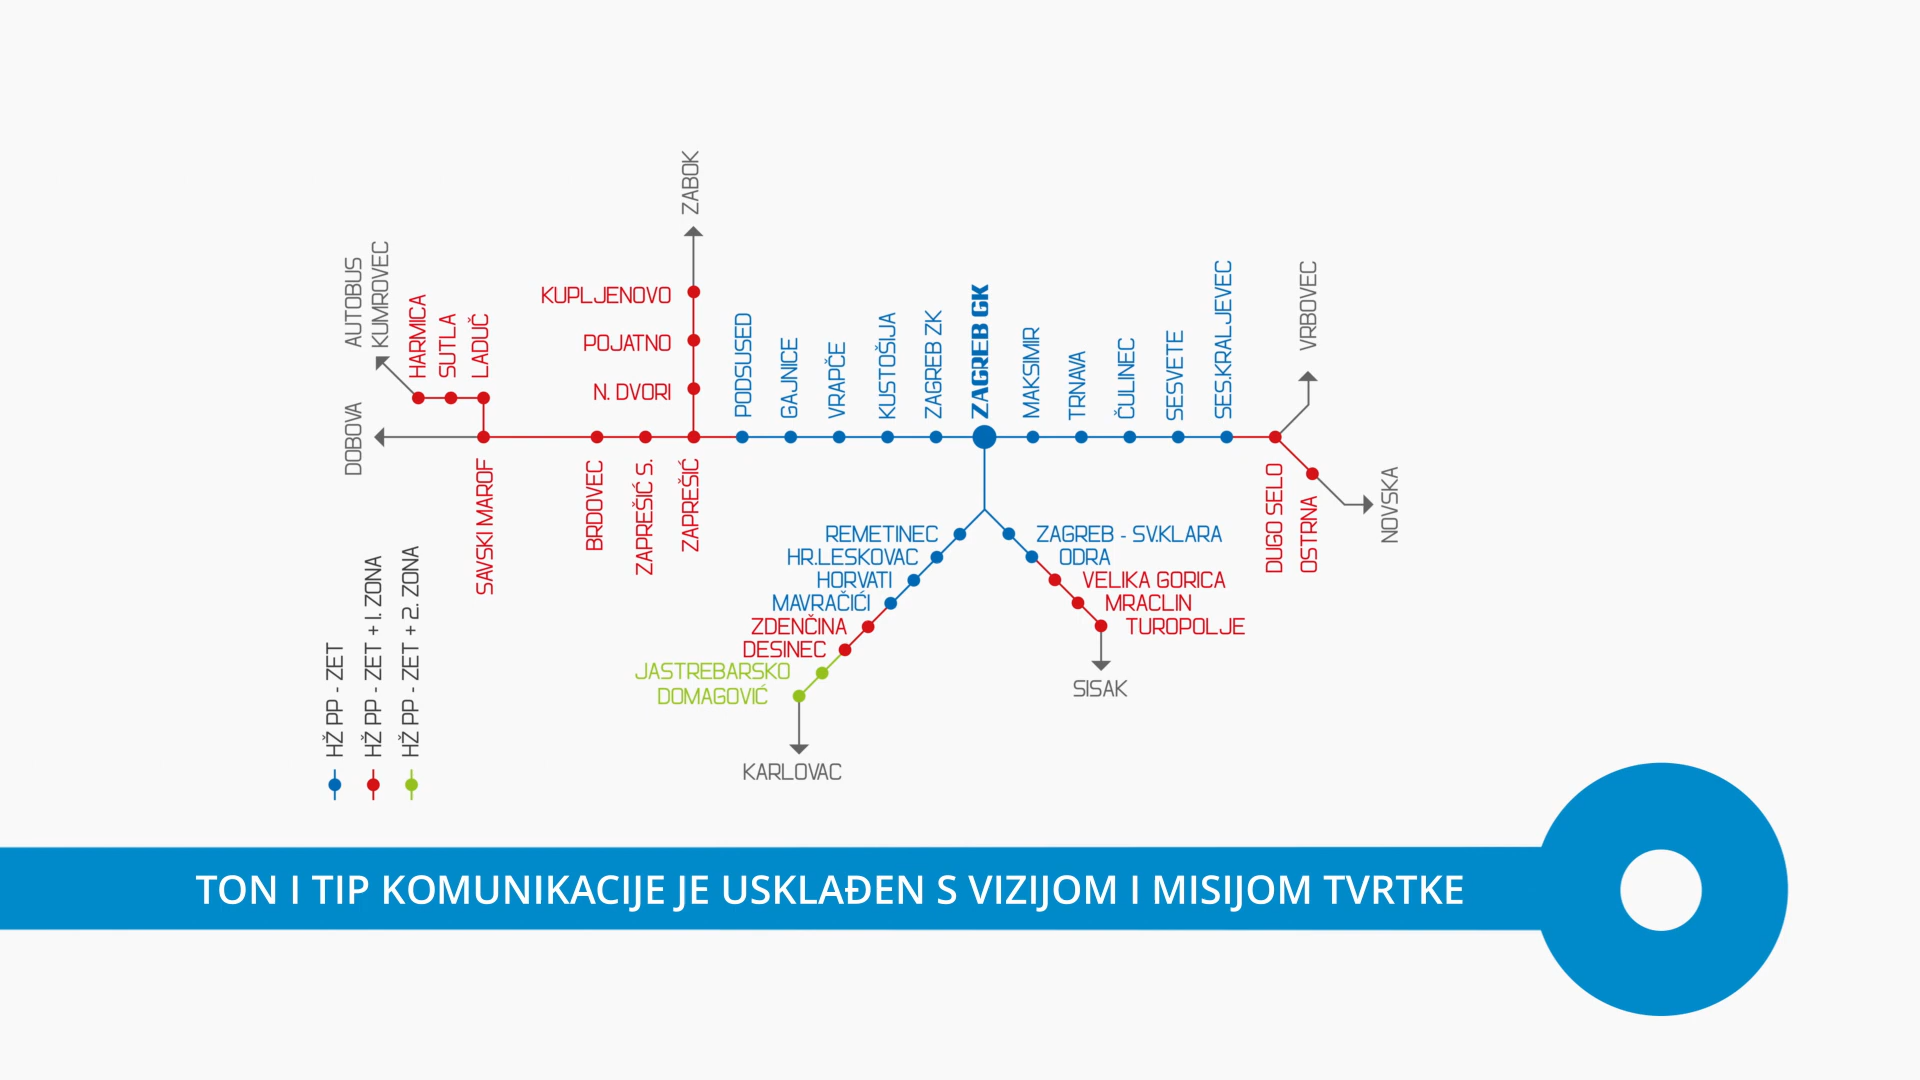 ZABOK
AUTOBUS
KUMROVEC
HARMICA
SUTLA
LADUČ
DOBOVA
KUPLJENOVO
POJATNO
N. DVORI
PODSUSED
GAJNICE
VRAPČE
KUSTOŠIJA
ZAGREB ZK
ZAGREB GK
MAKSIMIR
TRNAVA
ČULINEC
SESVETE
SES.KRALJEVEC
VRBOVEC
NOVSKA
SAVSKI MAROF
BRDOVEC
ZAPREŠIĆ S.
ZAPREŠIĆ
DUGO SELO
OSTRNA
REMETINEC
HR.LESKOVAC
HORVATI
MAVRAČIĆI
ZDENČINA
DESINEC
JASTREBARSKO
DOMAGOVIĆ
KARLOVAC
ZAGREB - SV.KLARA
ODRA
VELIKA GORICA
MRACLIN
TUROPOLJE
SISAK
HŽ PP - ZET
HŽ PP - ZET + 1. ZONA
HŽ PP - ZET + 2. ZONA
TON I TIP KOMUNIKACIJE JE USKLAĐEN S VIZIJOM I MISIJOM TVRTKE